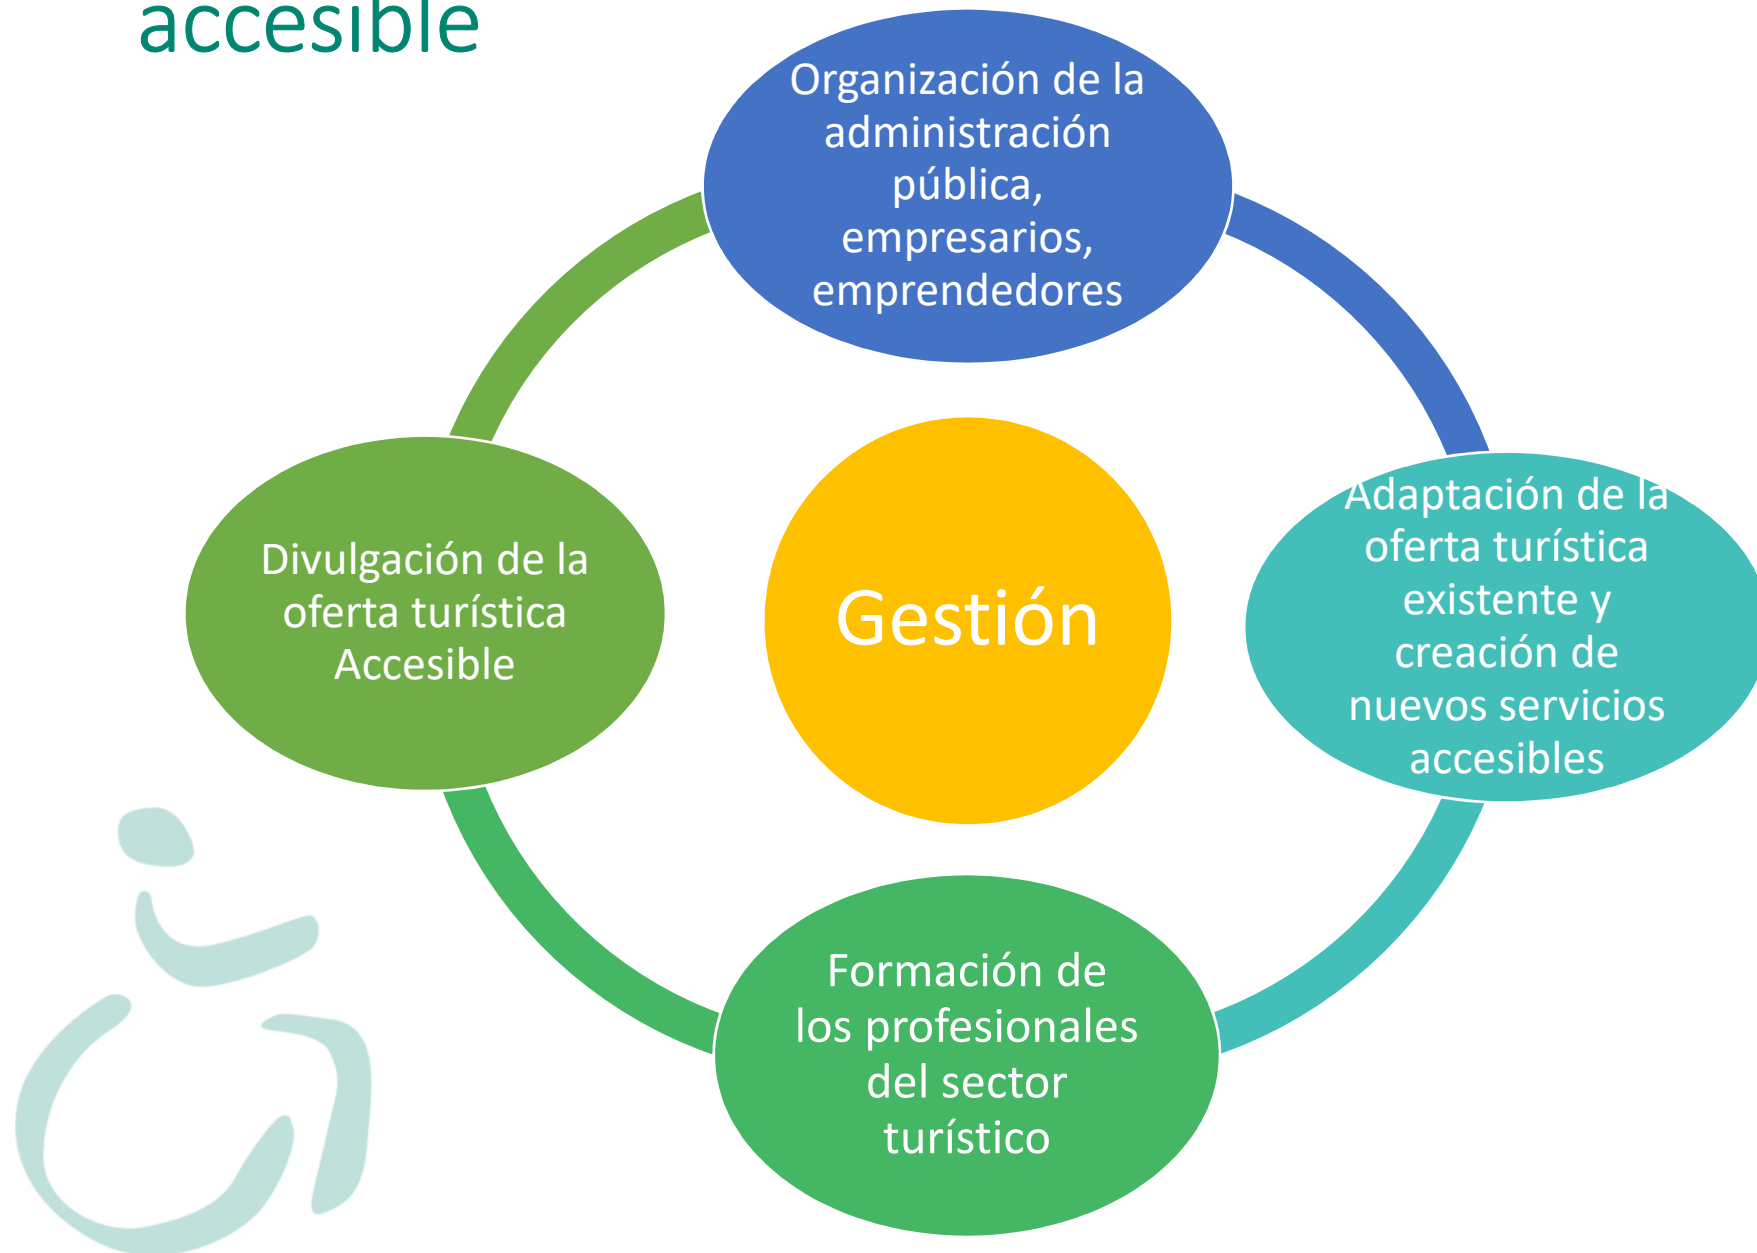 accesible
Organización de la
administración
pública,
empresarios,
emprendedores
Adaptación de la
oferta turística
existente y
creación de
nuevos servicios
accesibles
Gestión
Divulgación de la
oferta turística
Accesible
Formación de
los profesionales
del sector
turístico